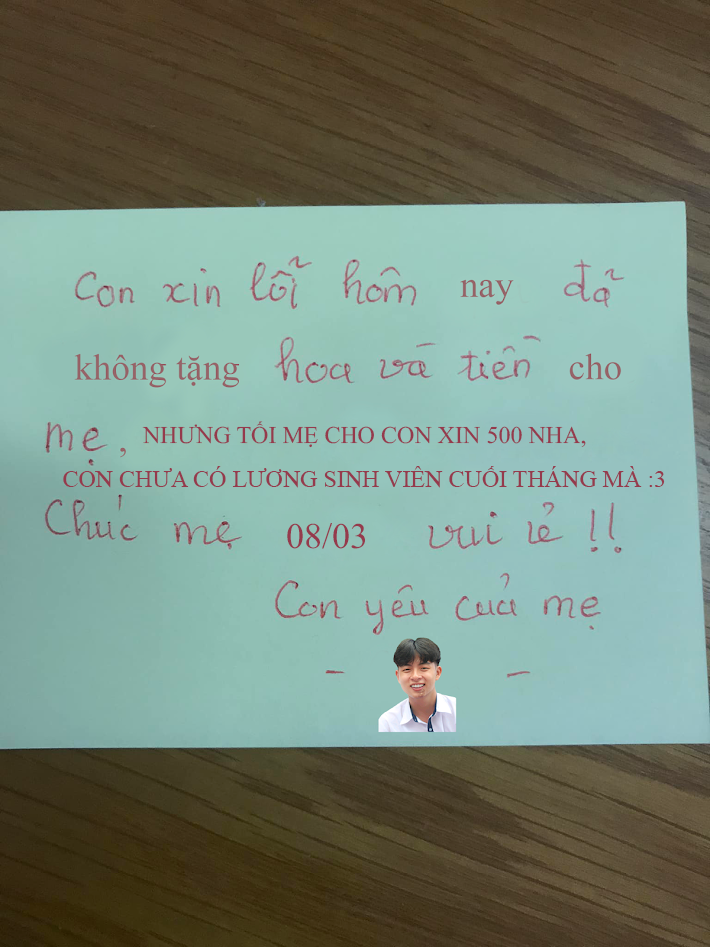 Con xin lỗi hôm nay đã
không tặng hoa và tiền cho
mẹ, NHƯNG TỐI MẸ CHO CON XIN 500 NHA,
CON CHƯA CÓ LƯƠNG SINH VIÊN CUỐI THÁNG MÀ :3
Chúc mẹ 08/03 vui vẻ !!
Con yêu của mẹ
- -